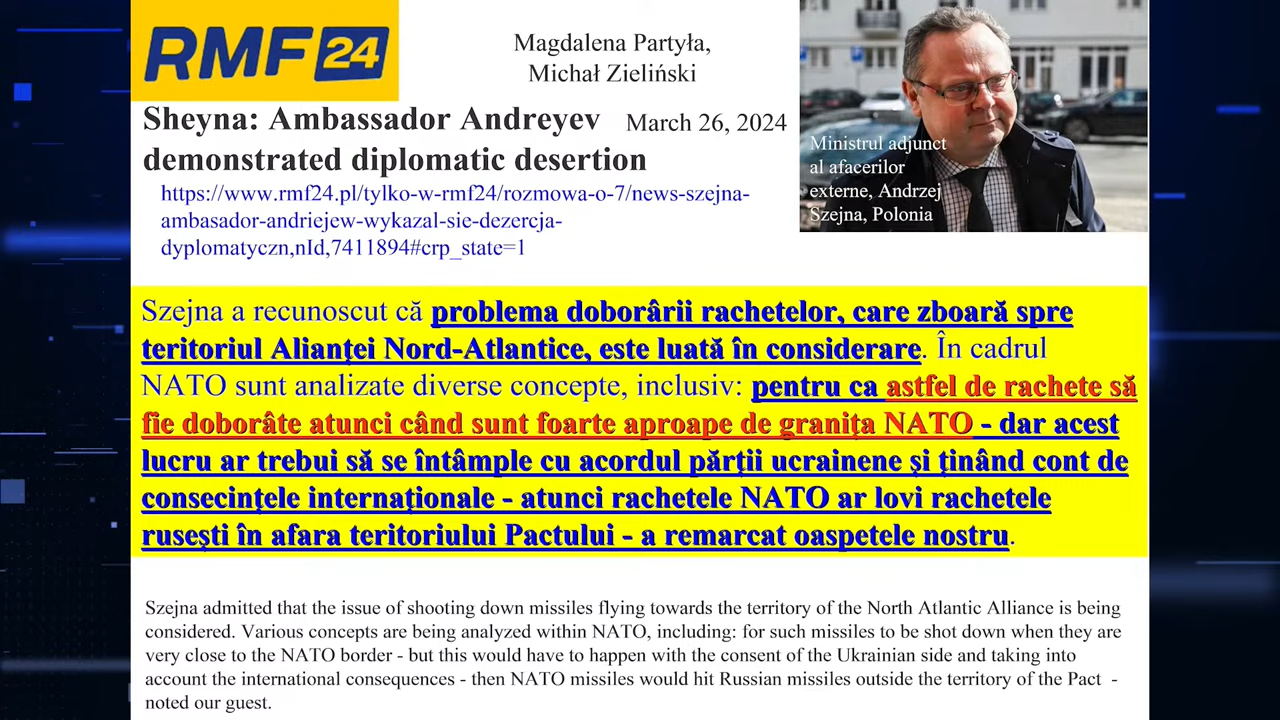 RMF 24
Magdalena Partyła,
Michał Zieliński
Sheyna: Ambassador Andreyev
demonstrated diplomatic desertion
March 26, 2024
https://www.rmf24.pl/tylko-w-rmf24/rozmowa-o-7/news-szejna-
ambasador-andriejew-wykazal-sie-dezercja-
dyplomatyczn,nId,7411894#crp_state=1
Ministrul adjunct
al afacerilor
externe, Andrzej
Szejna, Polonia
Szejna a recunoscut că problema doborârii rachetelor, care zboară spre
teritoriul Alianței Nord-Atlantice, este luată în considerare. În cadrul
NATO sunt analizate diverse concepte, inclusiv: pentru ca astfel de rachete să
fie doborâte atunci când sunt foarte aproape de granița NATO - dar acest
lucru ar trebui să se întâmple cu acordul părții ucrainene și ținând cont de
consecințele internaționale - atunci rachetele NATO ar lovi rachetele
rusești în afara teritoriului Pactului - a remarcat oaspetele nostru.
Szejna admitted that the issue of shooting down missiles flying towards the territory of the North Atlantic Alliance is being
considered. Various concepts are being analyzed within NATO, including: for such missiles to be shot down when they are
very close to the NATO border - but this would have to happen with the consent of the Ukrainian side and taking into
account the international consequences - then NATO missiles would hit Russian missiles outside the territory of the Pact -
noted our guest.